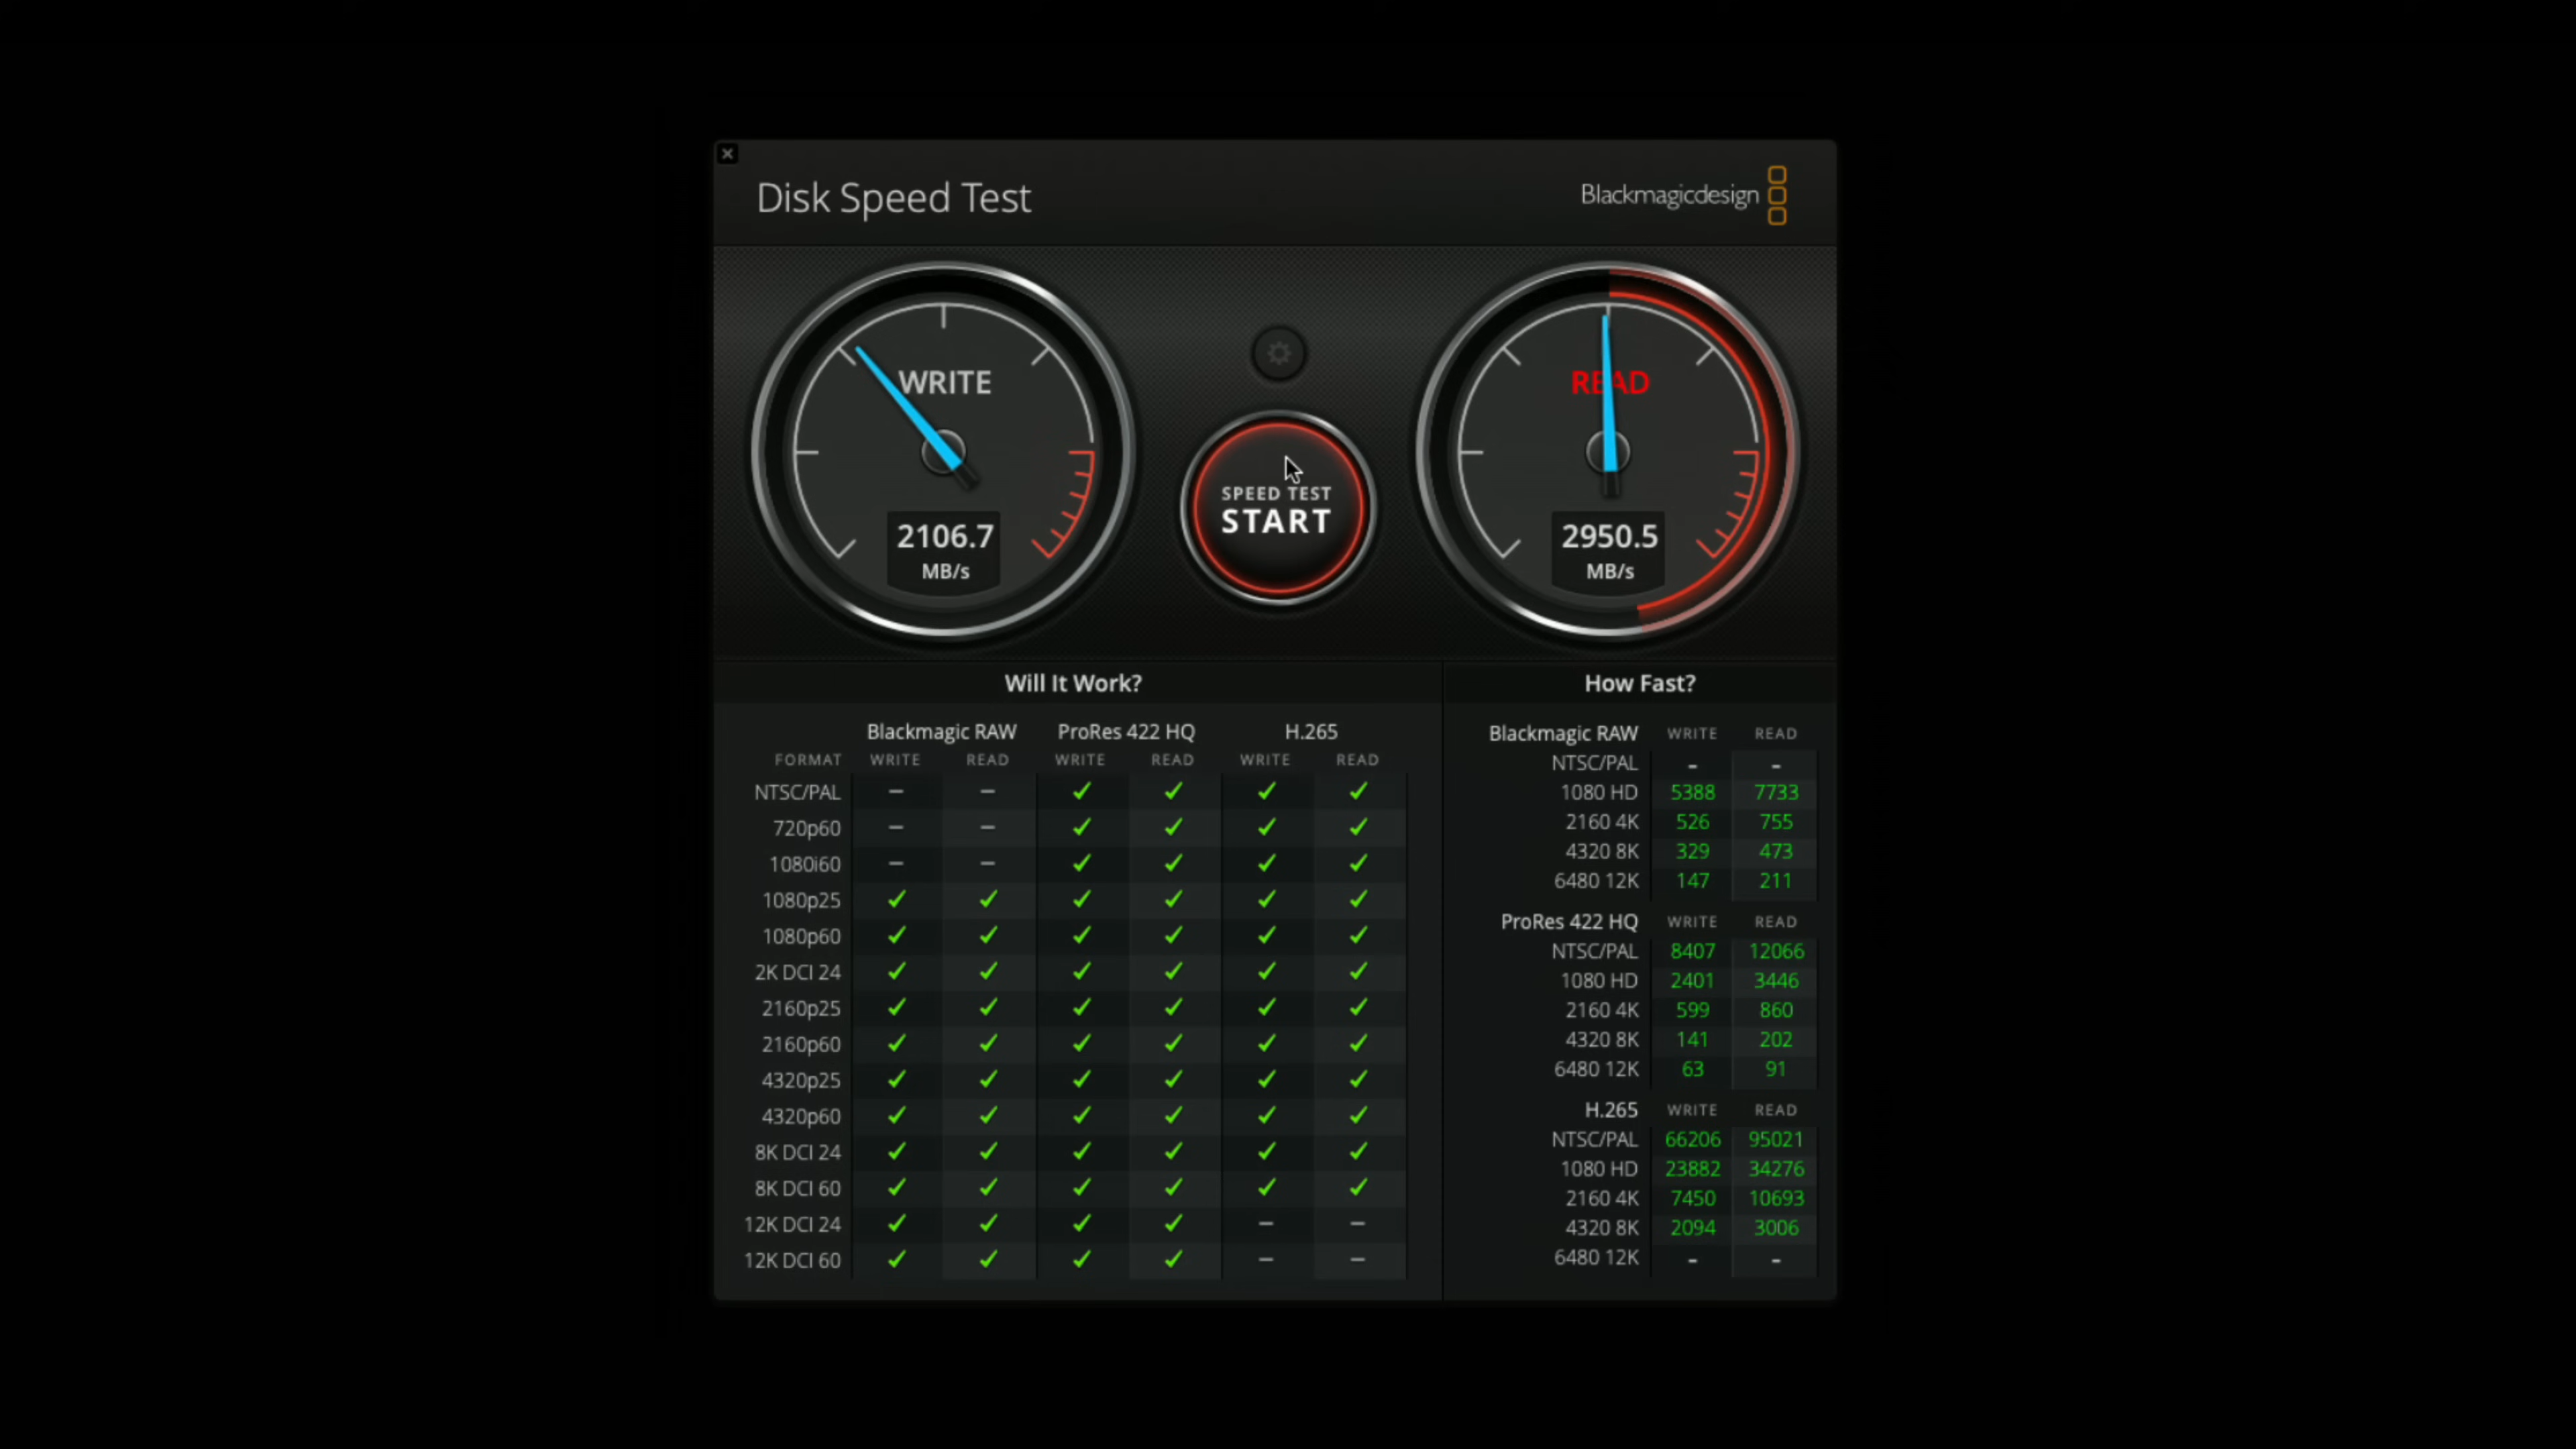 Disk Speed Test
Blackmagicdesign
WRITE
2106.7
MB/s
SPEED TEST
START
READ
2950.5
MB/s
Will It Work?
Blackmagic RAW ProRes 422 HQ H.265
FORMAT WRITE READ WRITE READ WRITE READ
NTSC/PAL – – ✓ ✓ ✓ ✓
720p60 – – ✓ ✓ ✓ ✓
1080i60 – – ✓ ✓ ✓ ✓
1080p25 ✓ ✓ ✓ ✓ ✓ ✓
1080p60 ✓ ✓ ✓ ✓ ✓ ✓
2K DCI 24 ✓ ✓ ✓ ✓ ✓ ✓
2160p25 ✓ ✓ ✓ ✓ ✓ ✓
2160p60 ✓ ✓ ✓ ✓ ✓ ✓
4320p25 ✓ ✓ ✓ ✓ ✓ ✓
4320p60 ✓ ✓ ✓ ✓ ✓ ✓
8K DCI 24 ✓ ✓ ✓ ✓ ✓ ✓
8K DCI 60 ✓ ✓ ✓ ✓ ✓ ✓
12K DCI 24 ✓ ✓ ✓ ✓ – –
12K DCI 60 ✓ ✓ ✓ ✓ – –
How Fast?
Blackmagic RAW WRITE READ
NTSC/PAL - -
1080 HD 5388 7733
2160 4K 526 755
4320 8K 329 473
6480 12K 147 211
ProRes 422 HQ WRITE READ
NTSC/PAL 8407 12066
1080 HD 2401 3446
2160 4K 599 860
4320 8K 141 202
6480 12K 63 91
H.265 WRITE READ
NTSC/PAL 66206 95021
1080 HD 23882 34276
2160 4K 7450 10693
4320 8K 2094 3006
6480 12K - -